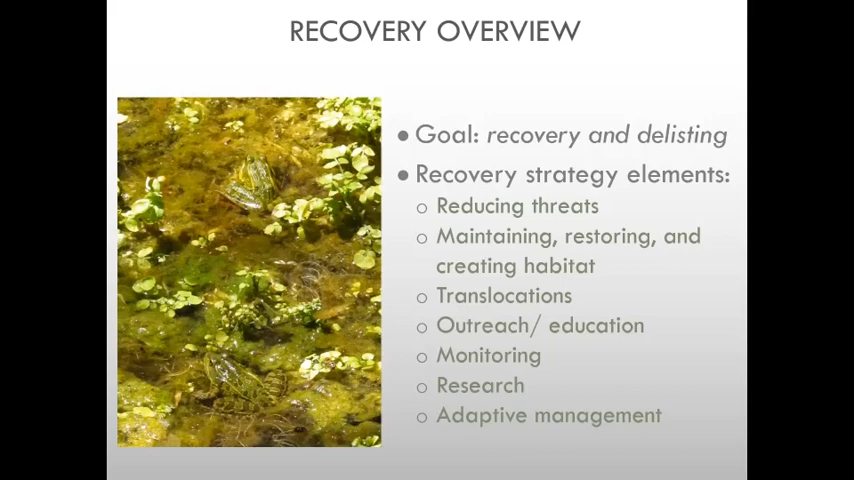 RECOVERY OVERVIEW
● Goal: recovery and delisting
● Recovery strategy elements:
o Reducing threats
o Maintaining, restoring, and
creating habitat
o Translocations
o Outreach/ education
o Monitoring
o Research
o Adaptive management